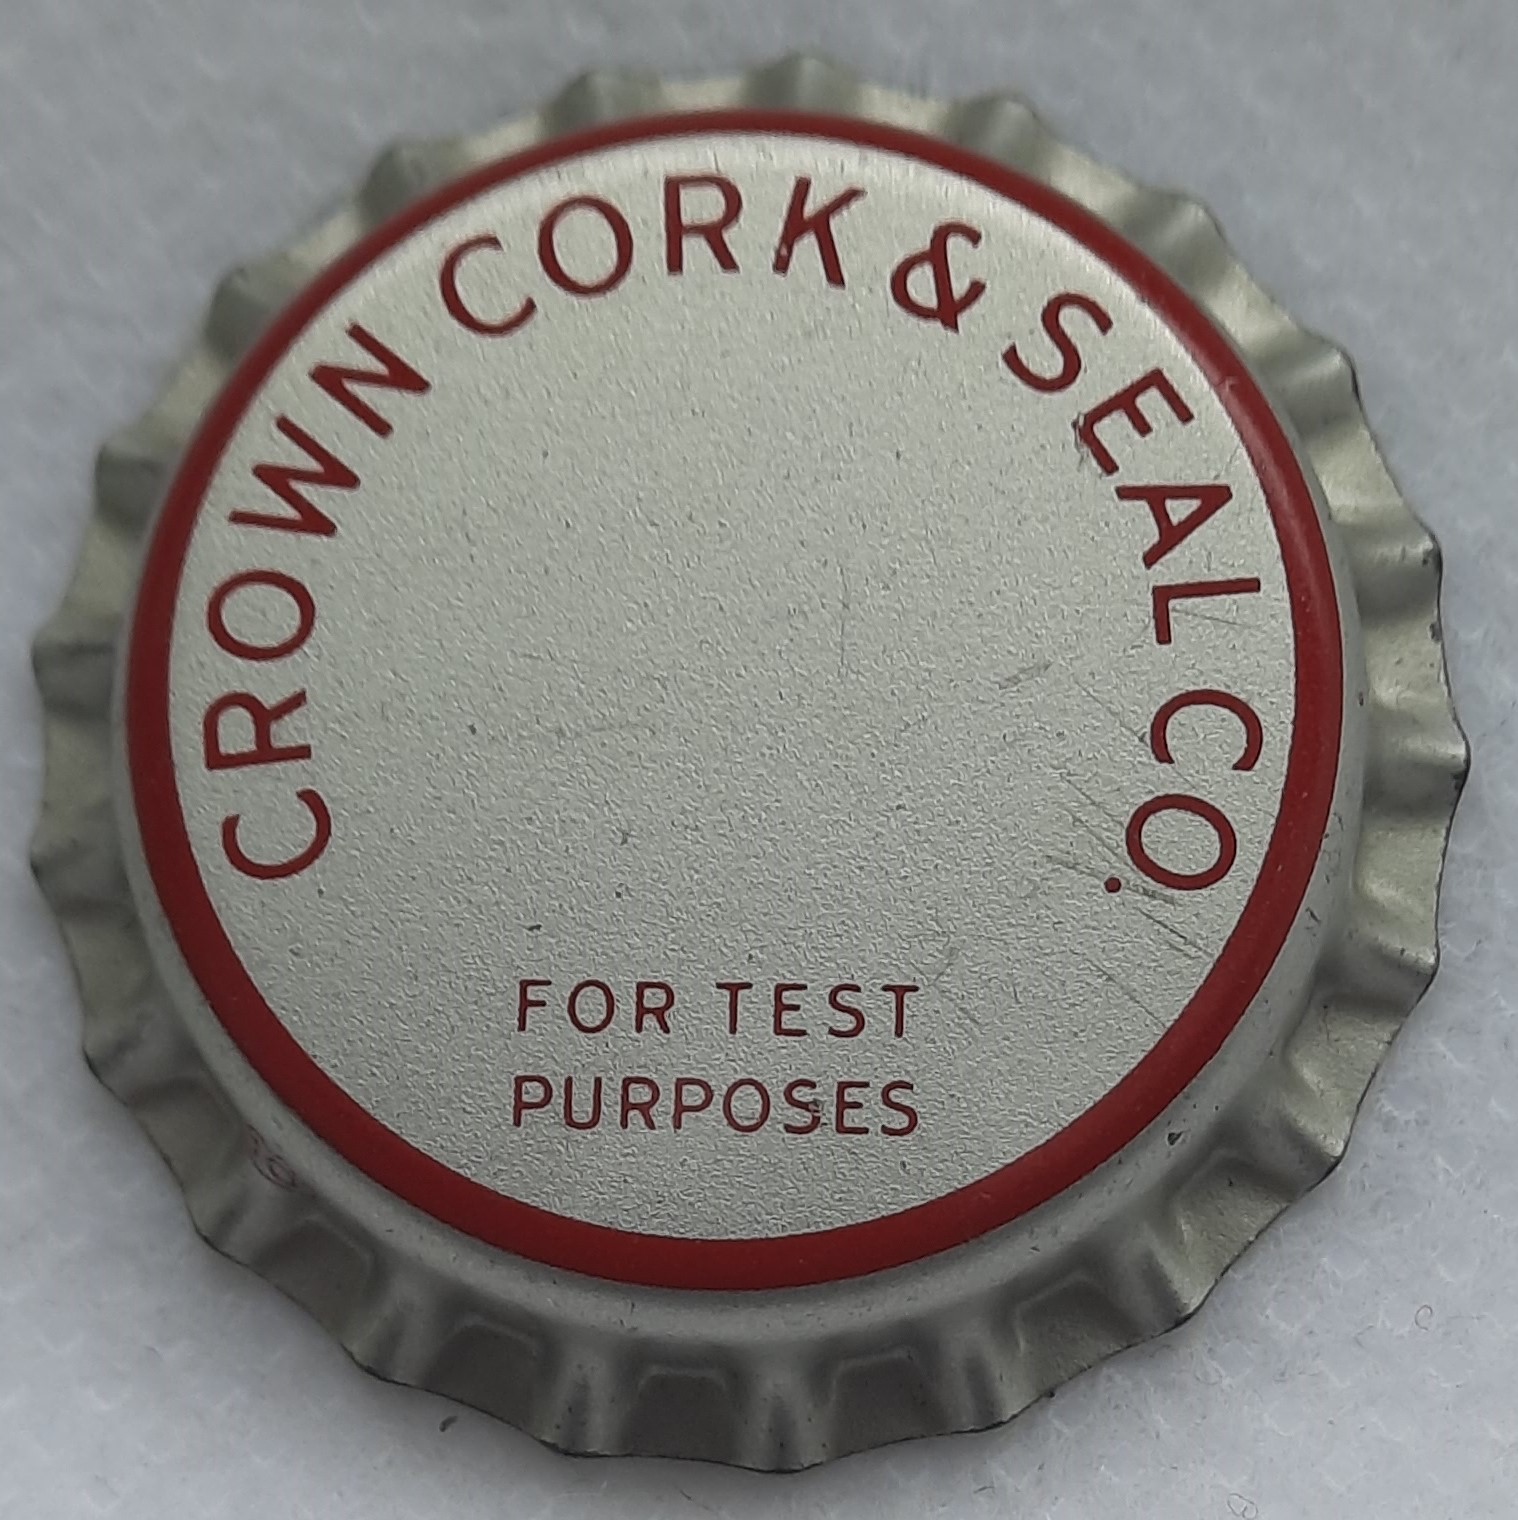 CROWN CORK & SEAL CO.
FOR TEST
PURPOSES